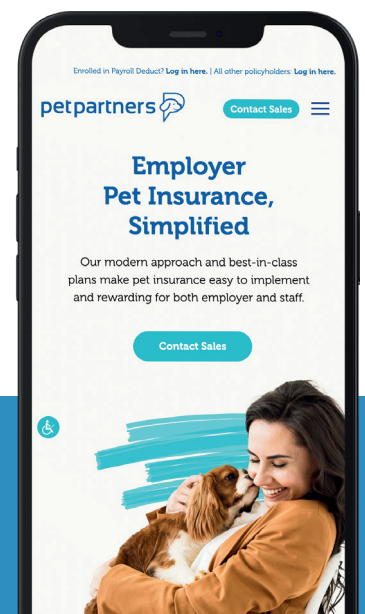 Enrolled in Payroll Deduct? Log in here. | All other policyholders: Log in here.
petpartners
Contact Sales
Employer
Pet Insurance,
Simplified
Our modern approach and best-in-class
plans make pet insurance easy to implement
and rewarding for both employer and staff.
Contact Sales